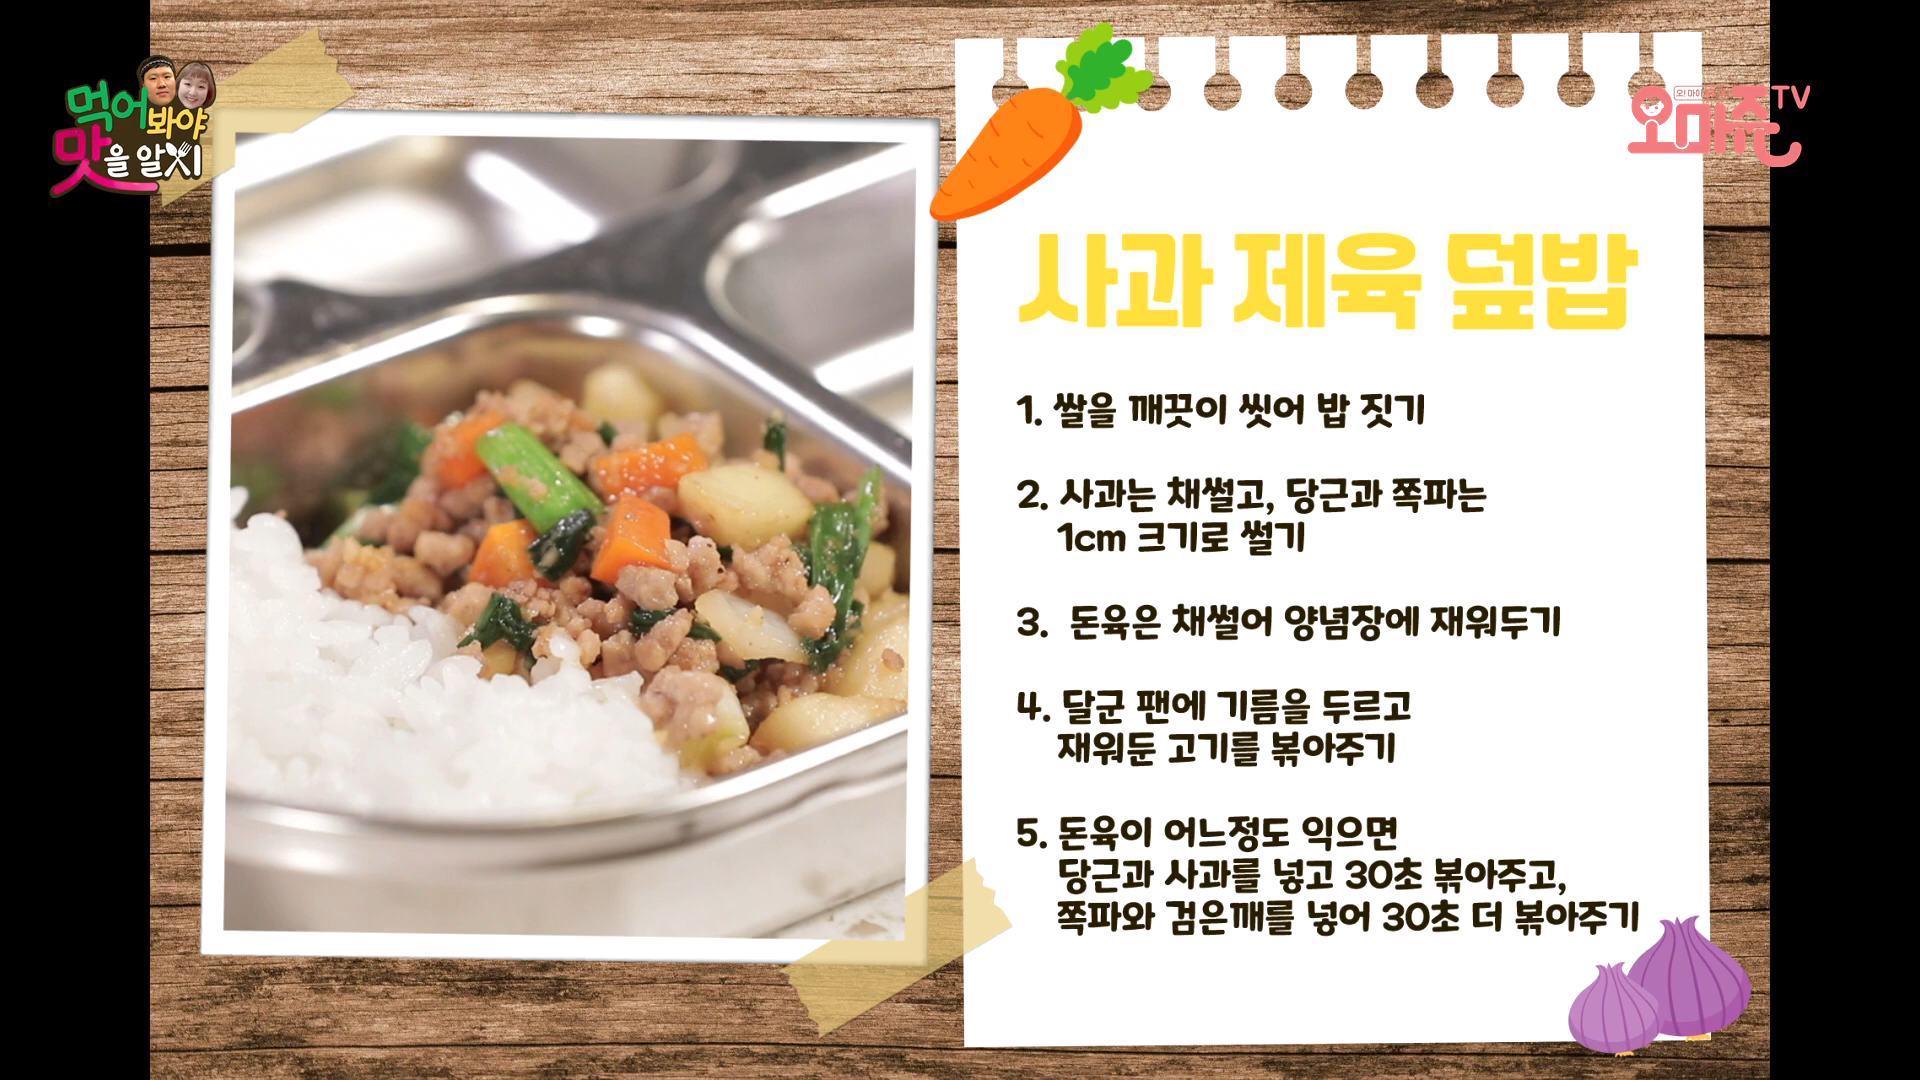 먹어봐야
맛을 알지
오! 마이
오마쥰TV
사과 제육 덮밥
1. 쌀을 깨끗이 씻어 밥 짓기
2. 사과는 채썰고, 당근과 쪽파는
1cm 크기로 썰기
3. 돈육은 채썰어 양념장에 재워두기
4. 달군 팬에 기름을 두르고
재워둔 고기를 볶아주기
5. 돈육이 어느정도 익으면
당근과 사과를 넣고 30초 볶아주고,
쪽파와 검은깨를 넣어 30초 더 볶아주기